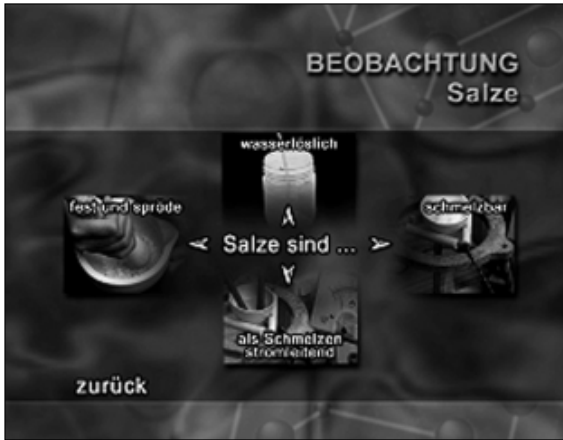 BEOBACHTUNG
Salze
wasserlöslich
fest und spröde
schmelzbar
Salze sind ...
als Schmelzen
stromleitend
zurück